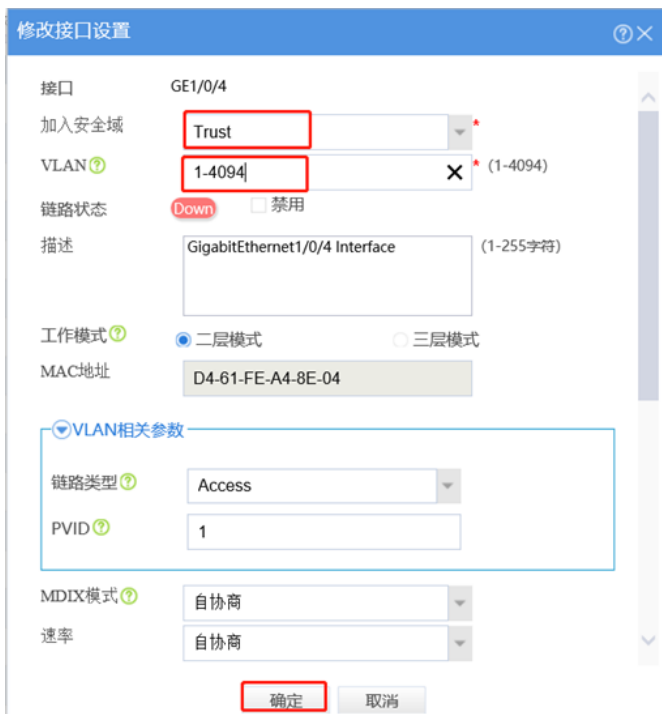 修改接口设置
接口 GE1/0/4
加入安全域 Trust *
VLAN 1-4094 * (1-4094)
链路状态 Down 禁用
描述 GigabitEthernet1/0/4 Interface (1-255字符)
工作模式 二层模式 三层模式
MAC地址 D4-61-FE-A4-8E-04
VLAN相关参数
链路类型 Access
PVID 1
MDIX模式 自协商
速率 自协商
确定 取消